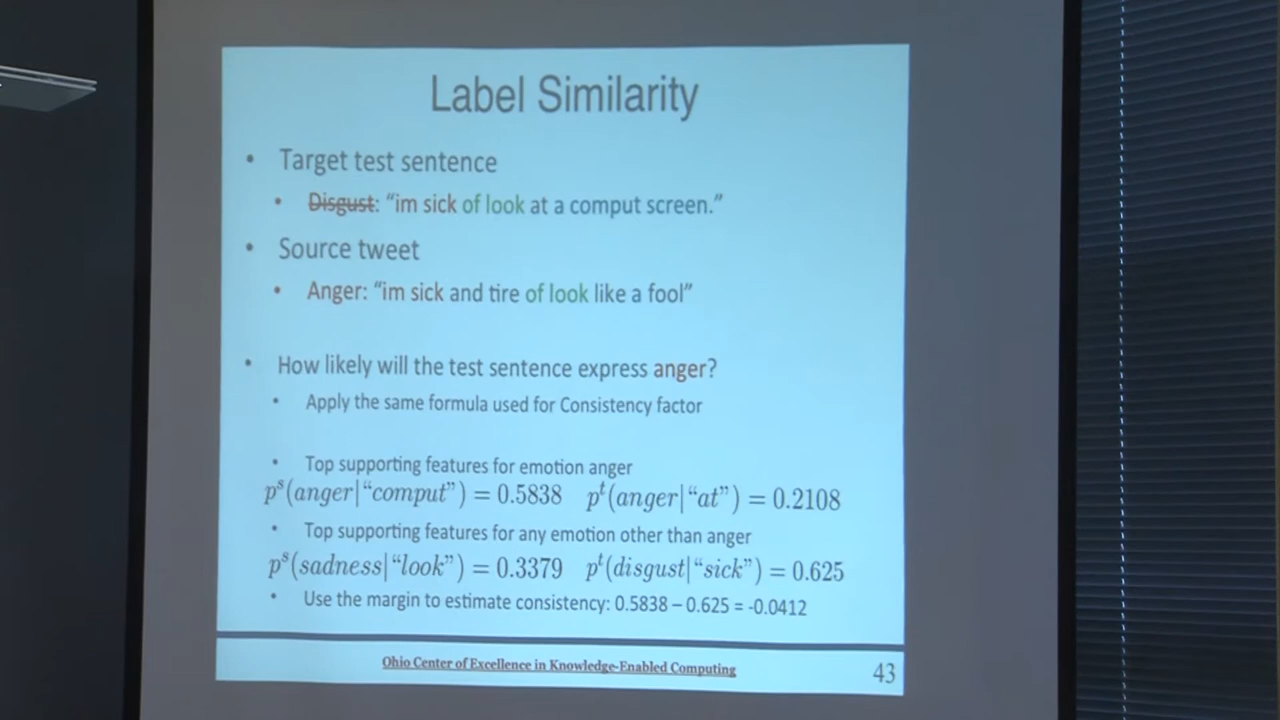 Label Similarity
• Target test sentence
• Disgust: “im sick of look at a comput screen.”
• Source tweet
• Anger: “im sick and tire of look like a fool”
• How likely will the test sentence express anger?
• Apply the same formula used for Consistency factor
• Top supporting features for emotion anger
pˢ(anger|“comput”) = 0.5838 pᵗ(anger|“at”) = 0.2108
• Top supporting features for any emotion other than anger
pˢ(sadness|“look”) = 0.3379 pᵗ(disgust|“sick”) = 0.625
• Use the margin to estimate consistency: 0.5838 – 0.625 = -0.0412
Ohio Center of Excellence in Knowledge-Enabled Computing
43